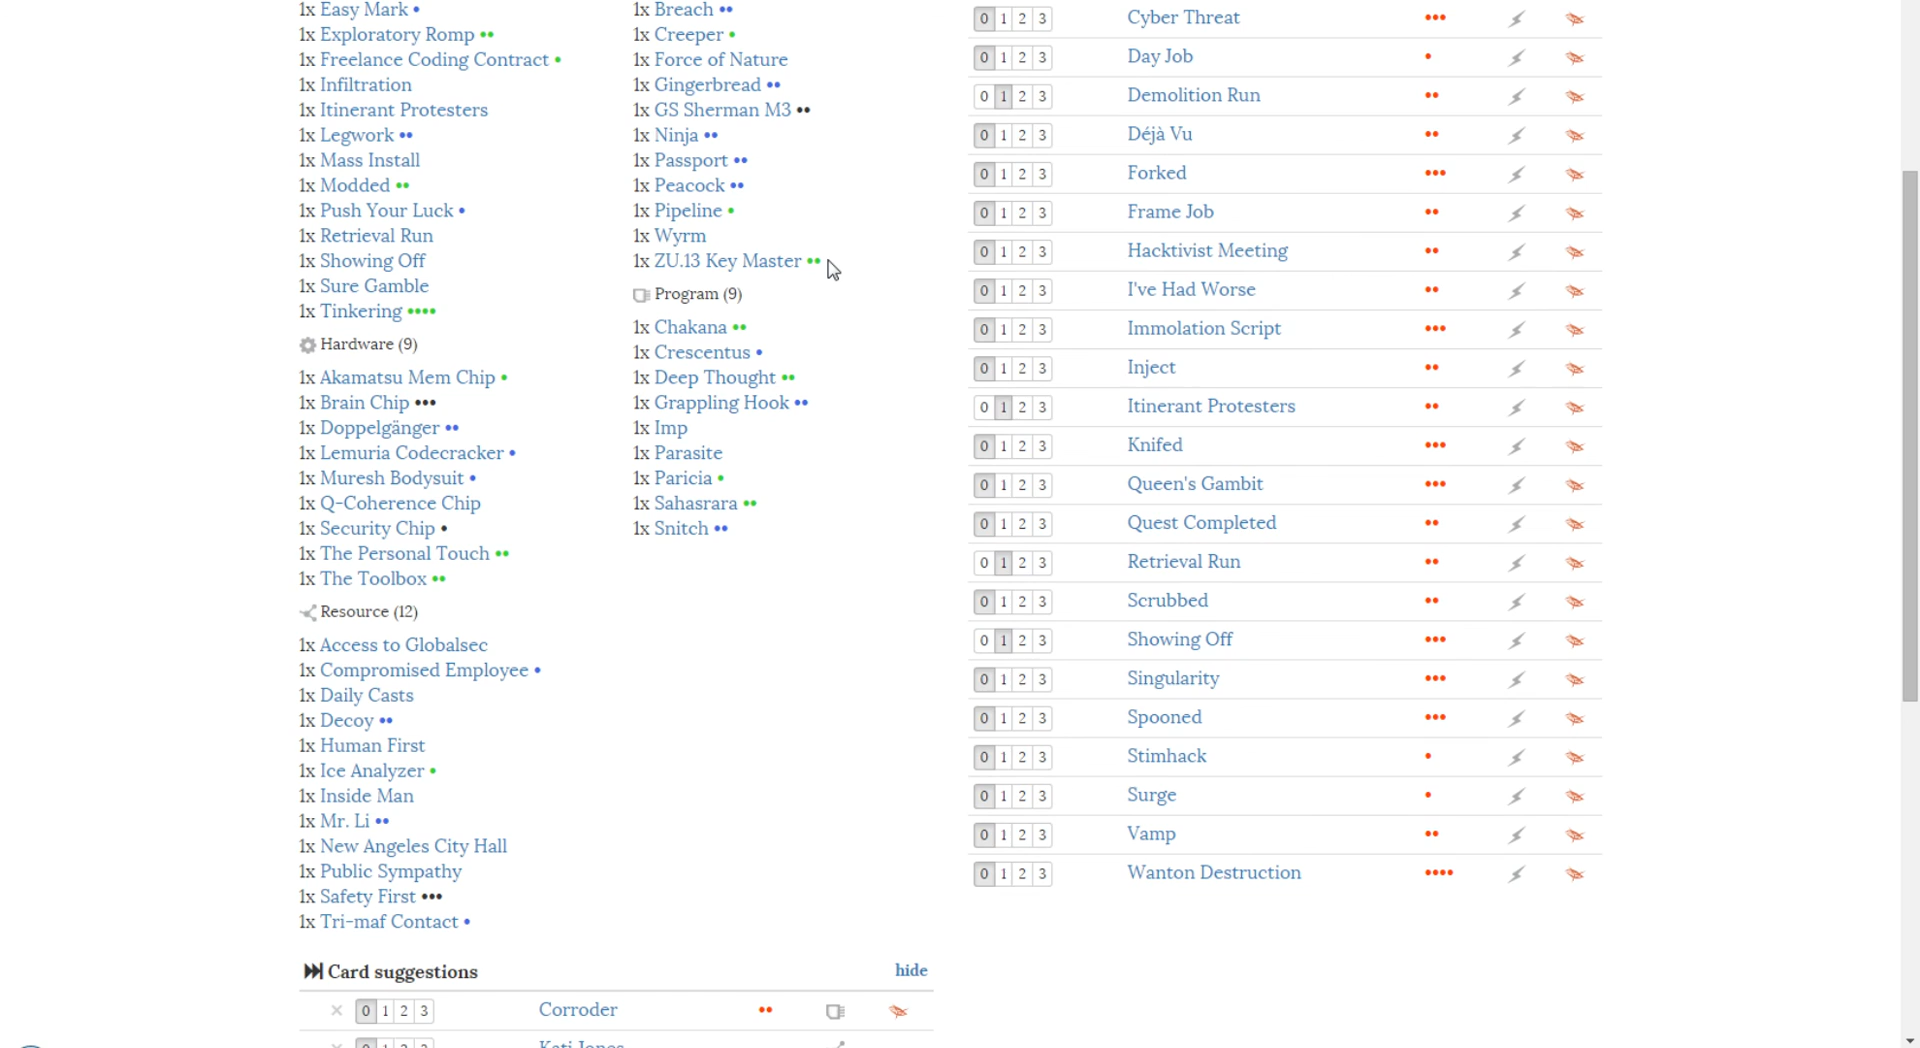 1x Easy Mark •
1x Exploratory Romp ••
1x Freelance Coding Contract •
1x Infiltration
1x Itinerant Protesters
1x Legwork ••
1x Mass Install
1x Modded ••
1x Push Your Luck •
1x Retrieval Run
1x Showing Off
1x Sure Gamble
1x Tinkering ••••
Hardware (9)
1x Akamatsu Mem Chip •
1x Brain Chip •••
1x Doppelgänger ••
1x Lemuria Codecracker •
1x Muresh Bodysuit •
1x Q-Coherence Chip
1x Security Chip •
1x The Personal Touch ••
1x The Toolbox ••
Resource (12)
1x Access to Globalsec
1x Compromised Employee •
1x Daily Casts
1x Decoy ••
1x Human First
1x Ice Analyzer •
1x Inside Man
1x Mr. Li ••
1x New Angeles City Hall
1x Public Sympathy
1x Safety First •••
1x Tri-maf Contact •
1x Breach ••
1x Creeper •
1x Force of Nature
1x Gingerbread ••
1x GS Sherman M3 ••
1x Ninja ••
1x Passport ••
1x Peacock ••
1x Pipeline •
1x Wyrm
1x ZU.13 Key Master ••
Program (9)
1x Chakana ••
1x Crescentus •
1x Deep Thought ••
1x Grappling Hook ••
1x Imp
1x Parasite
1x Paricia •
1x Sahasrara ••
1x Snitch ••
Card suggestions hide
× 0 1 2 3 Corroder ••
0 1 2 3 Cyber Threat •••
0 1 2 3 Day Job •
0 1 2 3 Demolition Run ••
0 1 2 3 Déjà Vu ••
0 1 2 3 Forked •••
0 1 2 3 Frame Job ••
0 1 2 3 Hacktivist Meeting ••
0 1 2 3 I've Had Worse ••
0 1 2 3 Immolation Script •••
0 1 2 3 Inject ••
0 1 2 3 Itinerant Protesters ••
0 1 2 3 Knifed •••
0 1 2 3 Queen's Gambit •••
0 1 2 3 Quest Completed ••
0 1 2 3 Retrieval Run ••
0 1 2 3 Scrubbed ••
0 1 2 3 Showing Off •••
0 1 2 3 Singularity •••
0 1 2 3 Spooned •••
0 1 2 3 Stimhack •
0 1 2 3 Surge •
0 1 2 3 Vamp ••
0 1 2 3 Wanton Destruction ••••